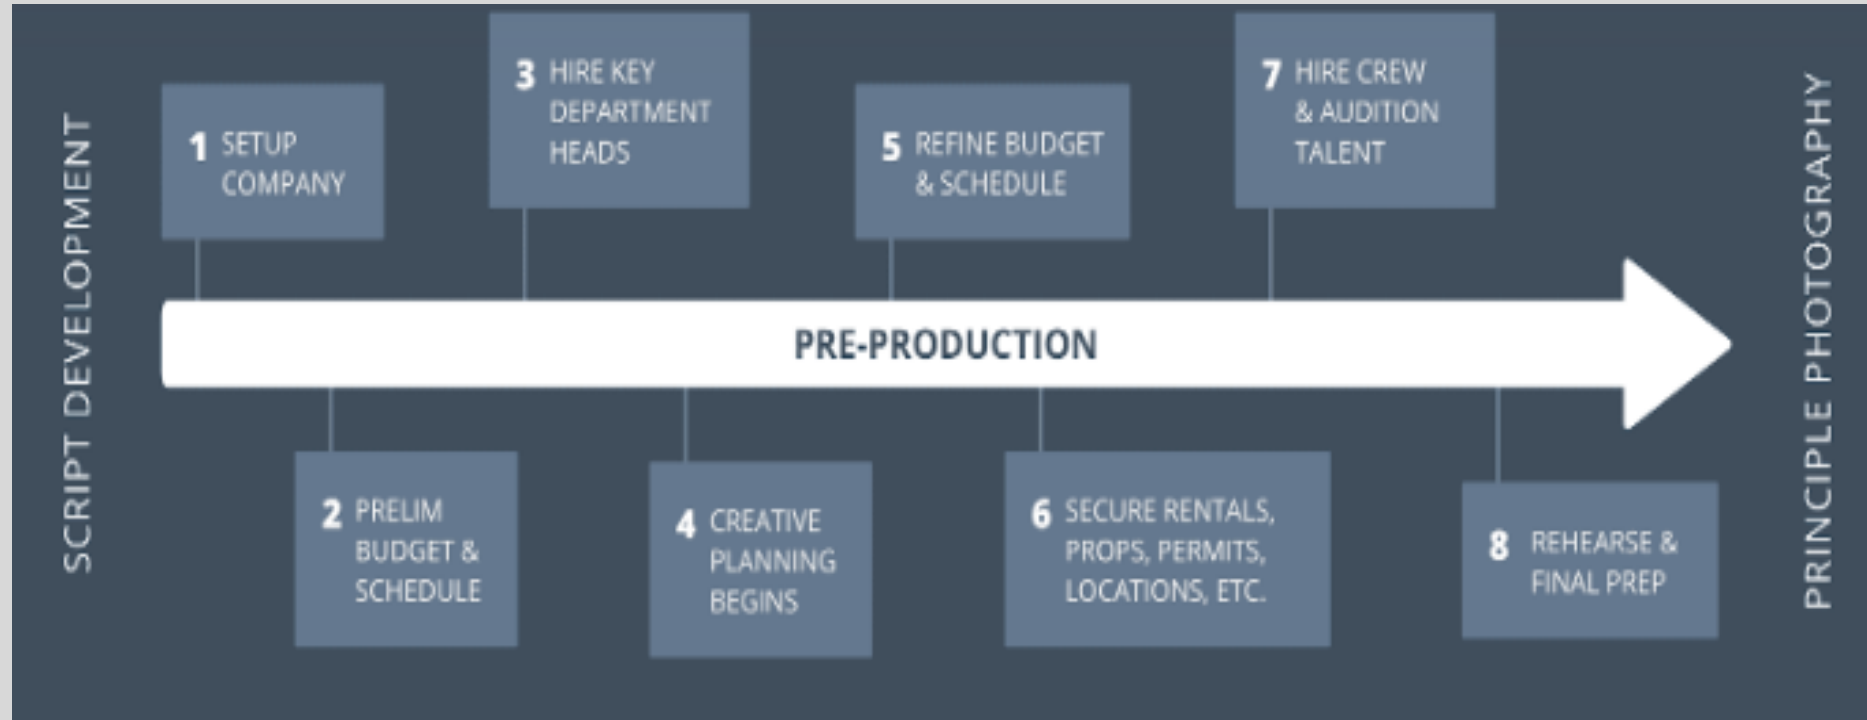 SCRIPT DEVELOPMENT
1 SETUP
COMPANY
2 PRELIM
BUDGET &
SCHEDULE
3 HIRE KEY
DEPARTMENT
HEADS
4 CREATIVE
PLANNING
BEGINS
5 REFINE BUDGET
& SCHEDULE
6 SECURE RENTALS,
PROPS, PERMITS,
LOCATIONS, ETC.
7 HIRE CREW
& AUDITION
TALENT
8 REHEARSE &
FINAL PREP
PRE-PRODUCTION
PRINCIPLE PHOTOGRAPHY